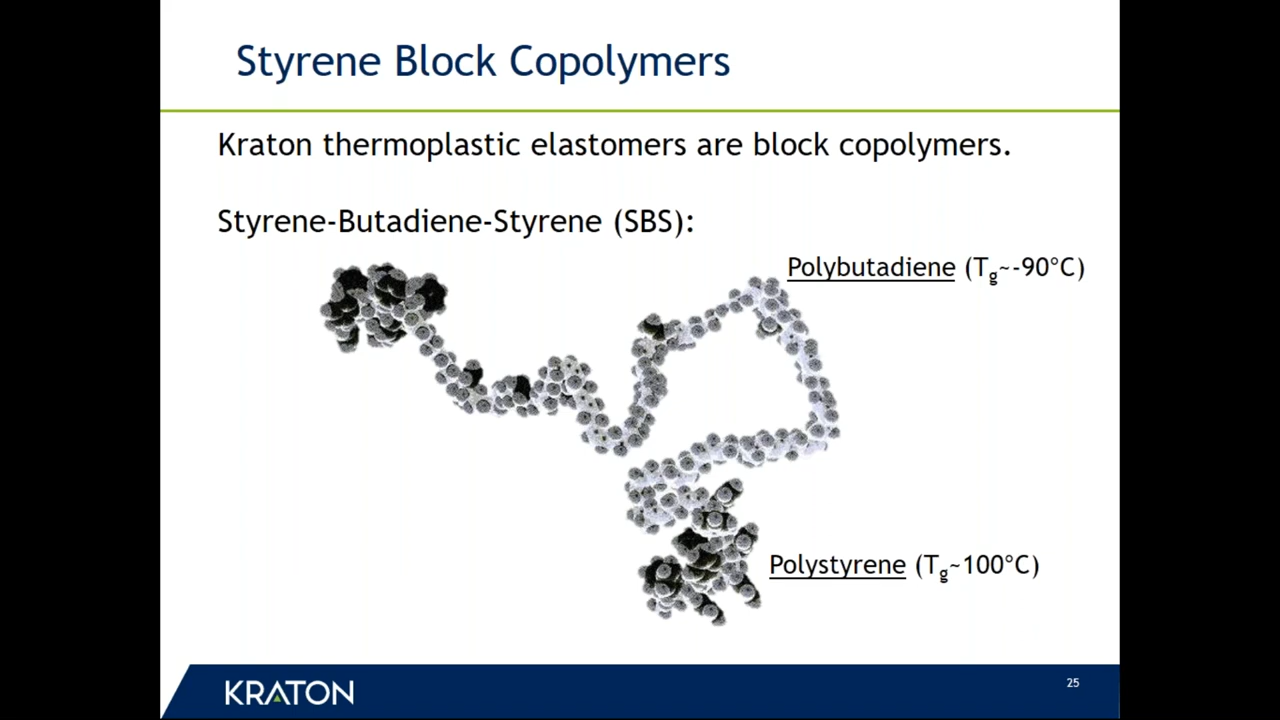 Styrene Block Copolymers
Kraton thermoplastic elastomers are block copolymers.
Styrene-Butadiene-Styrene (SBS):
Polybutadiene (Tg~-90°C)
Polystyrene (Tg~100°C)
KRATON
25